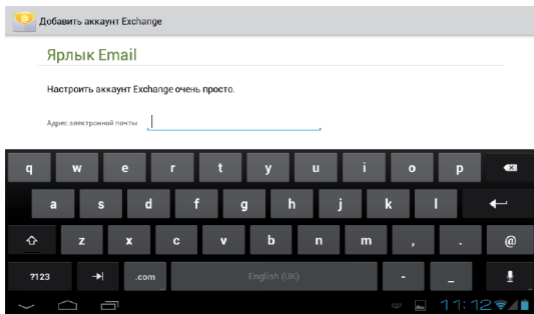 Добавить аккаунт Exchange
Ярлык Email
Настроить аккаунт Exchange очень просто.
Адрес электронной почты
q w e r t y u i o p
a s d f g h j k l
z x c v b n m , . @
?123 .com English (UK) - _
11:12